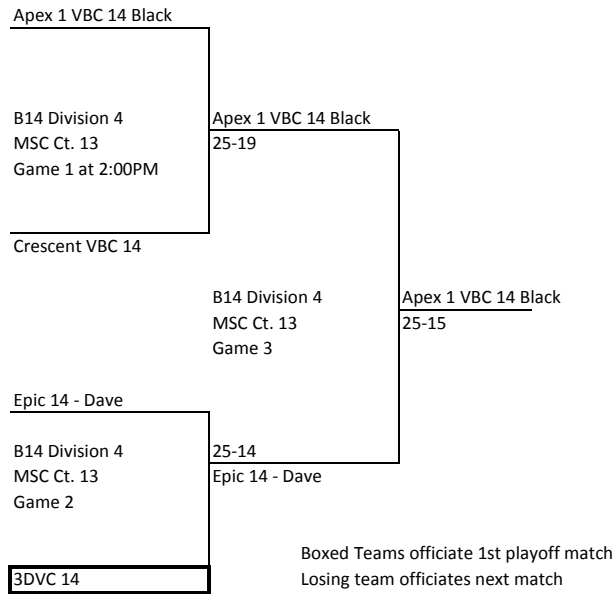 Apex 1 VBC 14 Black
B14 Division 4
MSC Ct. 13
Game 1 at 2:00PM
Apex 1 VBC 14 Black
25-19
Crescent VBC 14
B14 Division 4
MSC Ct. 13
Game 3
Apex 1 VBC 14 Black
25-15
Epic 14 - Dave
B14 Division 4
MSC Ct. 13
Game 2
25-14
Epic 14 - Dave
3DVC 14
Boxed Teams officiate 1st playoff match
Losing team officiates next match